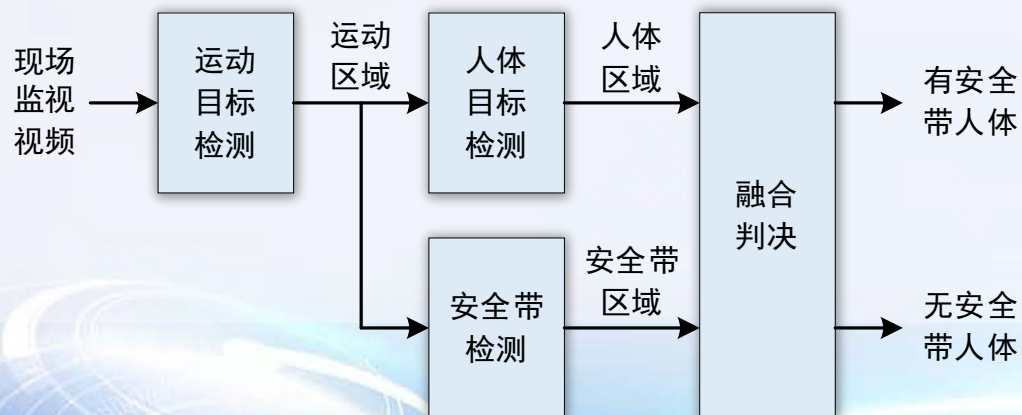 现场
监视
视频
运动
目标
检测
运动
区域
人体
目标
检测
人体
区域
安全带
检测
安全带
区域
融合
判决
有安全
带人体
无安全
带人体